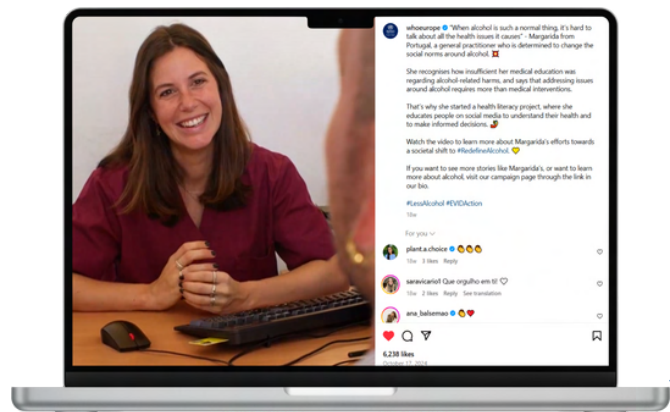 whoeurope "When alcohol is such a normal thing, it's hard to
talk about all the health issues it causes" - Margarida from
Portugal, a general practitioner who is determined to change the
social norms around alcohol. 💥
She recognises how insufficient her medical education was
regarding alcohol-related harms, and says that addressing issues
around alcohol requires more than medical interventions.
That's why she started a health literacy project, where she
educates people on social media to understand their health and
to make informed decisions.
Watch the video to learn more about Margarida's efforts towards
a societal shift to #RedefineAlcohol. 💛
If you want to see more stories like Margarida's, or want to learn
more about alcohol, visit our campaign page through the link in
our bio.
#LessAlcohol #EVIDAction
18w
For you
plant.a.choice 👏👏👏
18w 3 likes Reply
saravicario1 Que orgulho em ti! ♡
18w 2 likes Reply See translation
ana_balsemao 👏❤️
6,238 likes
October 17, 2024